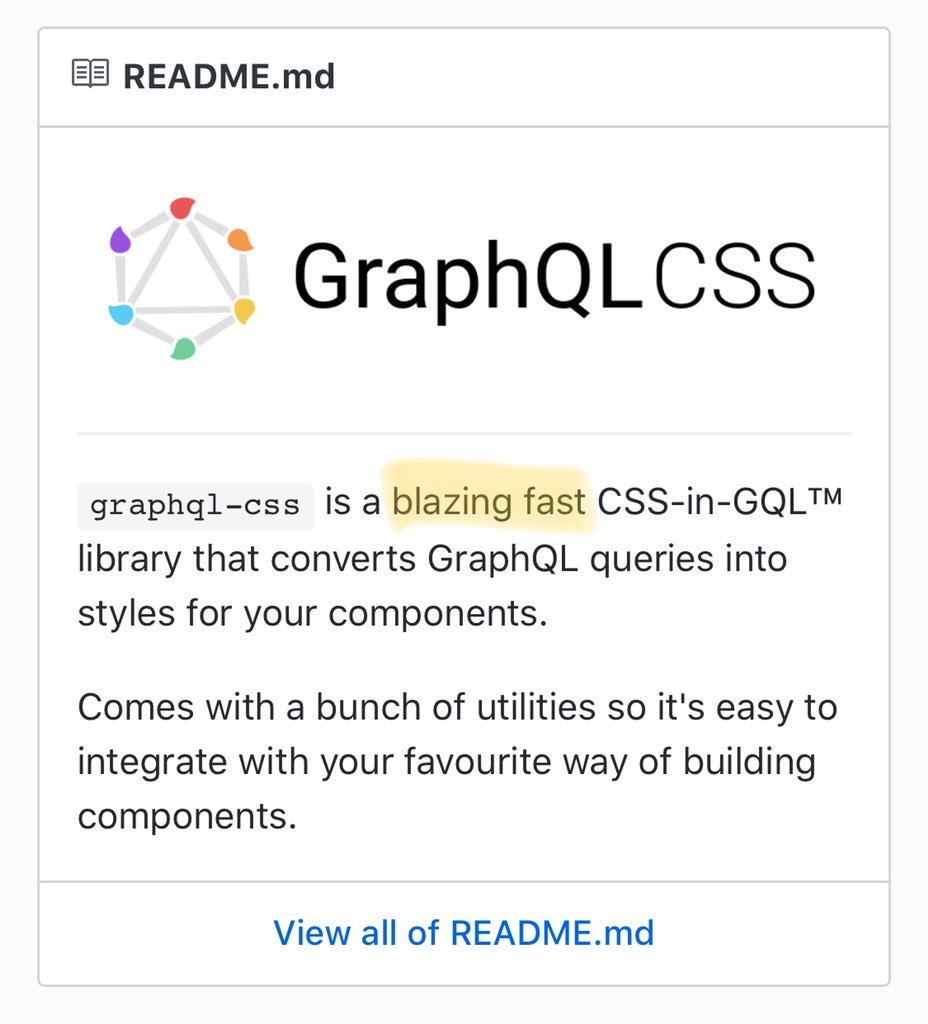 README.md
GraphQLCSS
graphql-css is a blazing fast CSS-in-GQL™
library that converts GraphQL queries into
styles for your components.
Comes with a bunch of utilities so it's easy to
integrate with your favourite way of building
components.
View all of README.md